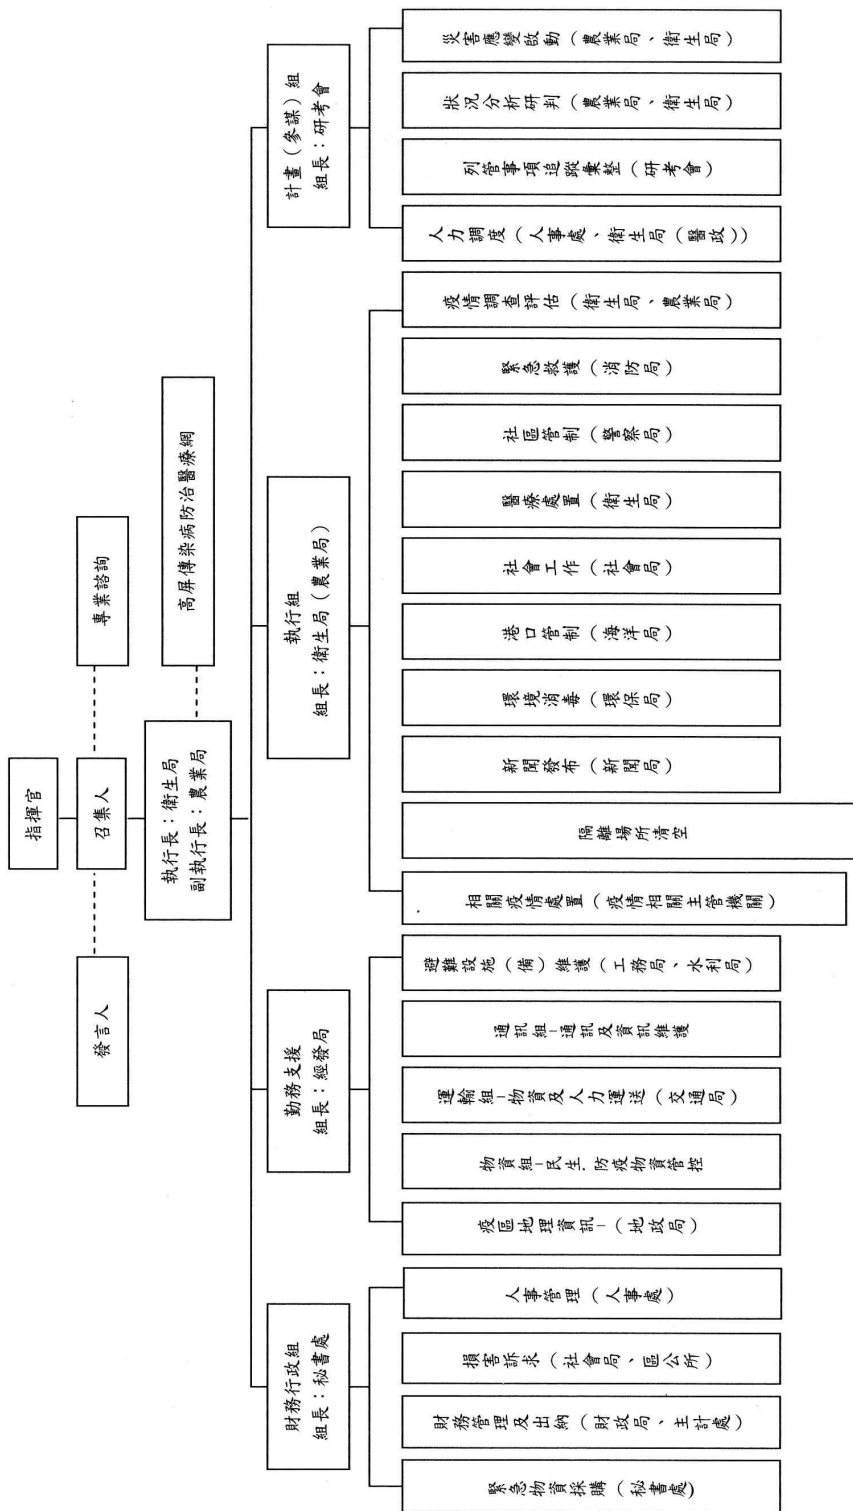 指揮官
發言人
召集人
專業諮詢
執行長：衛生局
副執行長：農業局
高屏傳染病防治醫療網
財務行政組
組長：秘書處
勤務支援
組長：經發局
執行組
組長：衛生局（農業局）
計畫（參謀）組
組長：研考會
緊急物資採購（秘書處）
財務管理及出納（財政局、主計處）
損害訴求（社會局、區公所）
人事管理（人事處）
疫區地理資訊-（地政局）
物資組-民生.防疫物資管控
運輸組-物資及人力運送（交通局）
通訊組-通訊及資訊維護
避難設施（備）維護（工務局、水利局）
相關疫情處置（疫情相關主管機關）
隔離場所清空
新聞發布（新聞局）
環境消毒（環保局）
港口管制（海洋局）
社會工作（社會局）
醫療處置（衛生局）
社區管制（警察局）
緊急救護（消防局）
疫情調查評估（衛生局、農業局）
人力調度（人事處、衛生局（醫政））
列管事項追蹤彙整（研考會）
狀況分析研判（農業局、衛生局）
災害應變啟動（農業局、衛生局）